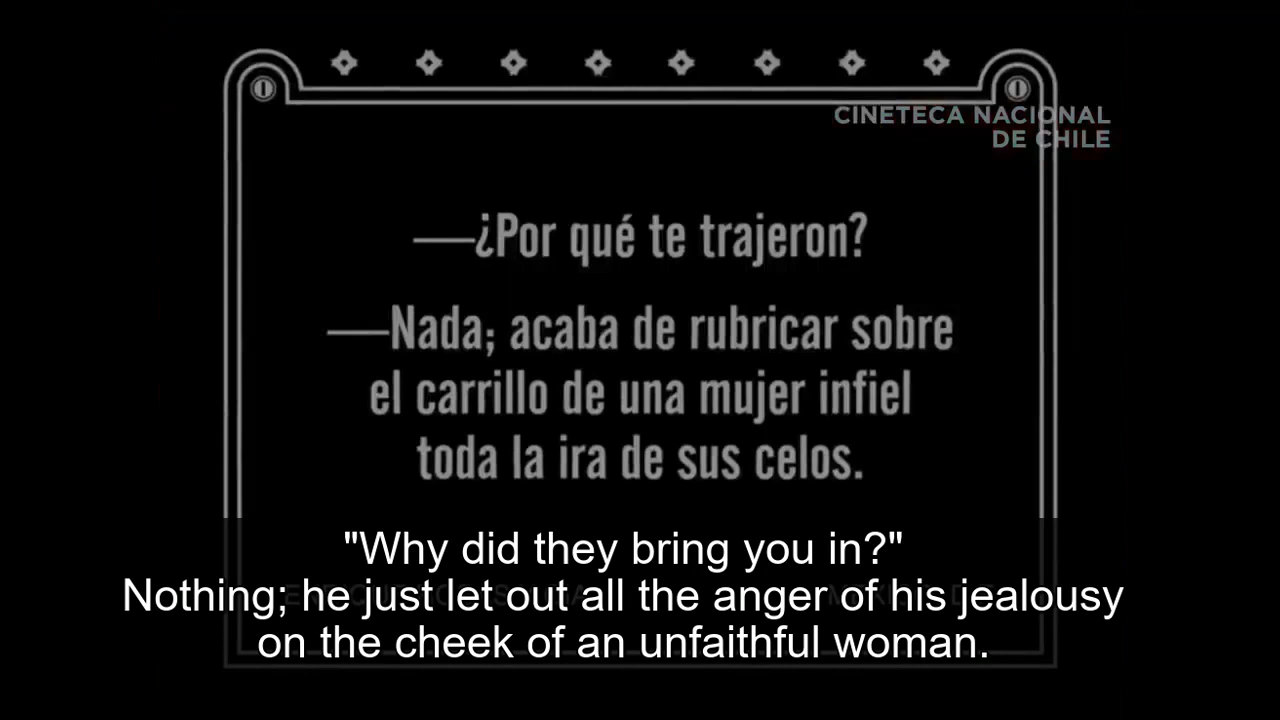 CINETECA NACIONAL
DE CHILE
—¿Por qué te trajeron?
—Nada; acaba de rubricar sobre
el carrillo de una mujer infiel
toda la ira de sus celos.
"Why did they bring you in?"
Nothing; he just let out all the anger of his jealousy
on the cheek of an unfaithful woman.